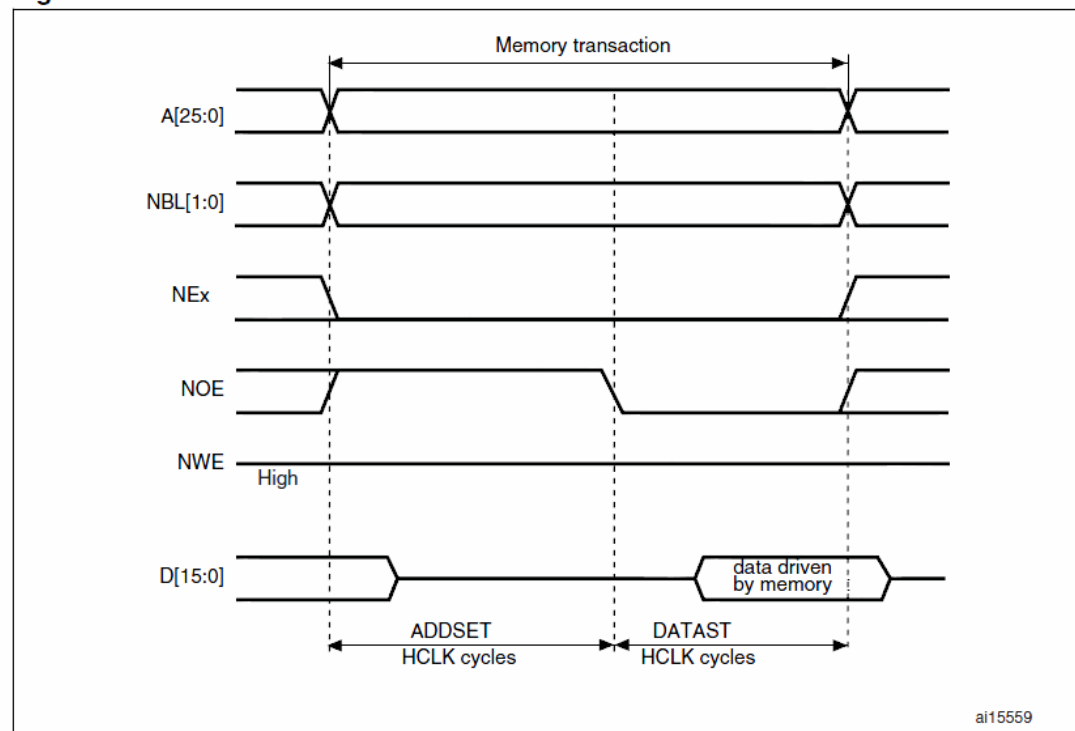 Memory transaction
A[25:0]
NBL[1:0]
NEx
NOE
NWE
High
D[15:0]
data driven
by memory
ADDSET
HCLK cycles
DATAST
HCLK cycles
ai15559